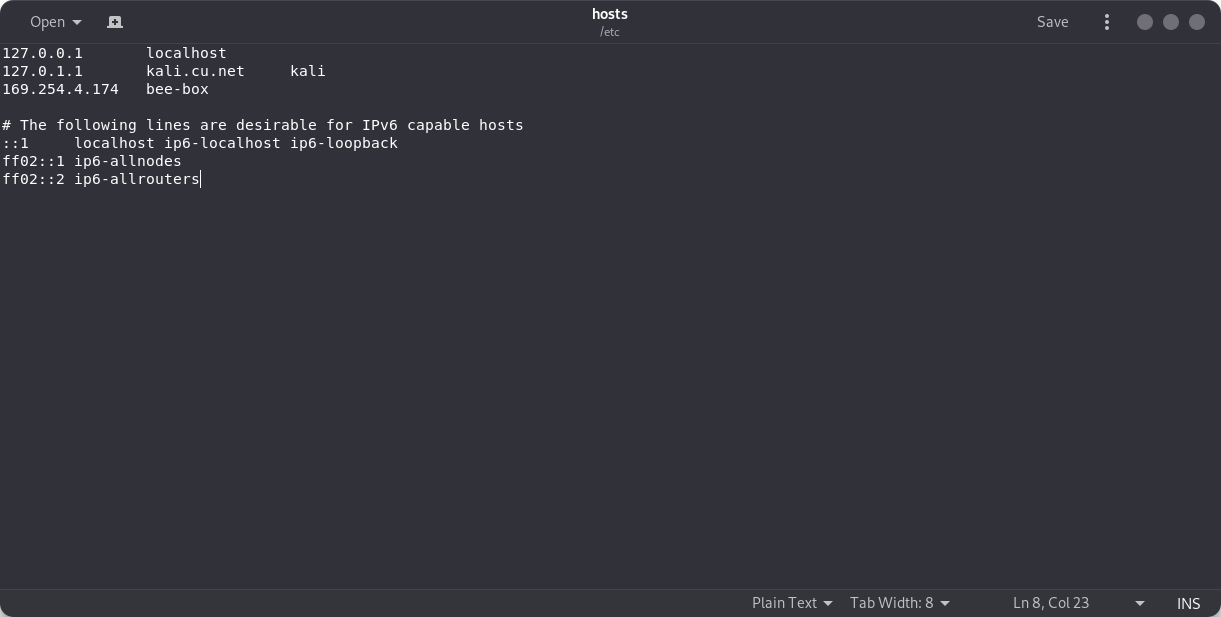 Open
hosts
/etc
Save
127.0.0.1       localhost
127.0.1.1       kali.cu.net     kali
169.254.4.174   bee-box
# The following lines are desirable for IPv6 capable hosts
::1     localhost ip6-localhost ip6-loopback
ff02::1 ip6-allnodes
ff02::2 ip6-allrouters
Plain Text Tab Width: 8 Ln 8, Col 23 INS